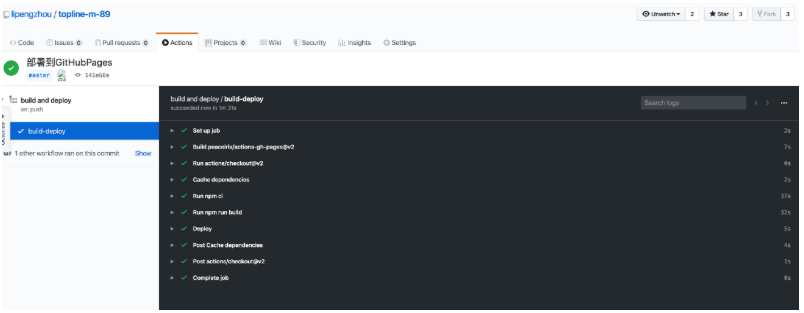 lipengzhou / topline-m-89
Unwatch 2 Star 3 Fork 3
Code Issues 0 Pull requests 0 Actions Projects 0 Wiki Security Insights Settings
部署到GitHubPages
master 141e66e
build and deploy
on: push
build-deploy
1 other workflow ran on this commit Show
build and deploy / build-deploy
succeeded now in 1m 31s
Search logs
Set up job 3s
Build peaceiris/actions-gh-pages@v2 7s
Run actions/checkout@v2 0s
Cache dependencies 2s
Run npm ci 37s
Run npm run build 32s
Deploy 5s
Post Cache dependencies 4s
Post actions/checkout@v2 1s
Complete job 0s